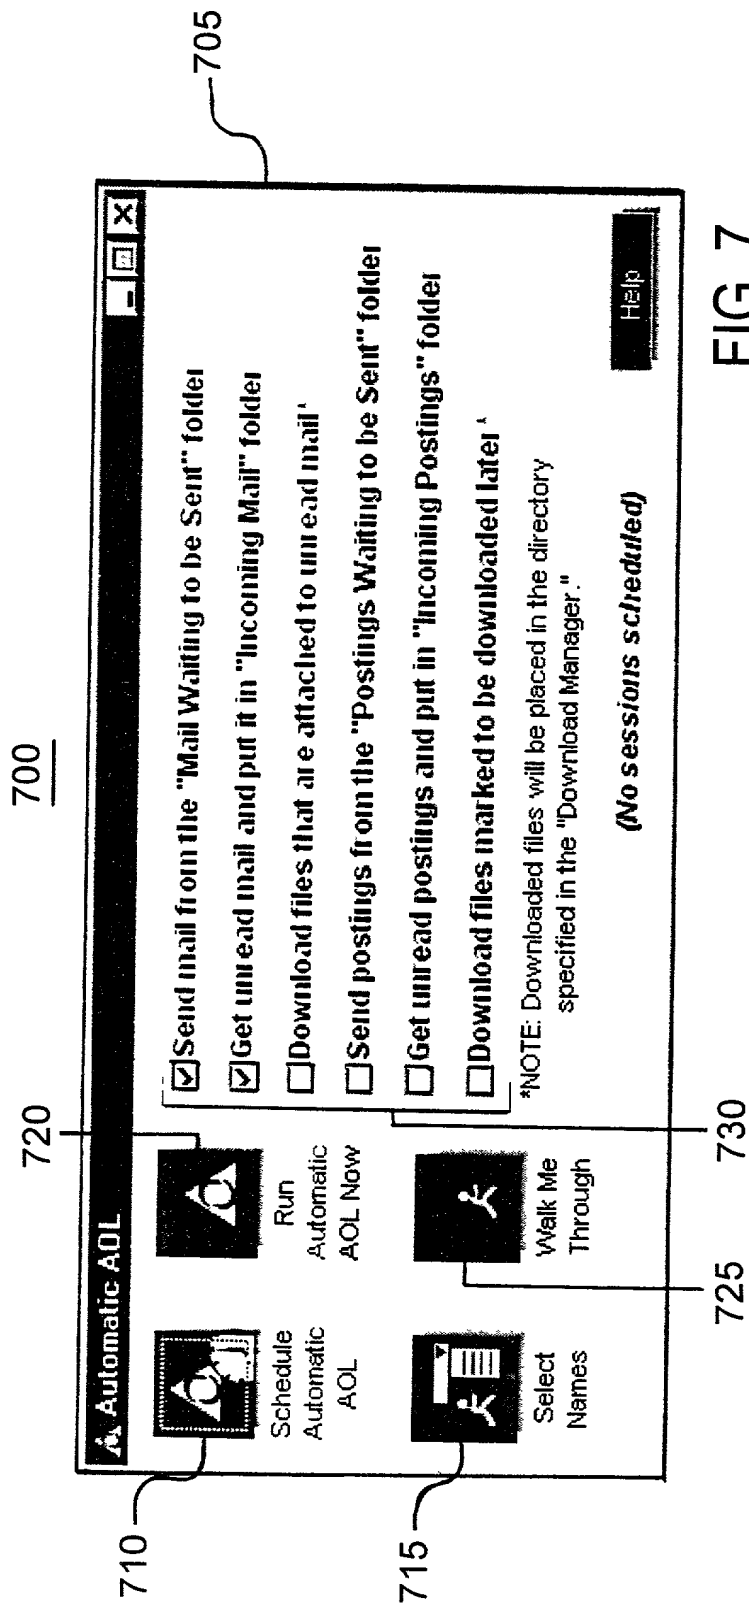 700
705
Automatic AOL
710
Schedule
Automatic
AOL
720
Run
Automatic
AOL Now
715
Select
Names
725
Walk Me
Through
730
Send mail from the "Mail Waiting to be Sent" folder
Get unread mail and put it in "Incoming Mail" folder
Download files that are attached to unread mail*
Send postings from the "Postings Waiting to be Sent" folder
Get unread postings and put in "Incoming Postings" folder
Download files marked to be downloaded later*
*NOTE: Downloaded files will be placed in the directory
specified in the "Download Manager."
(No sessions scheduled)
Help
FIG. 7